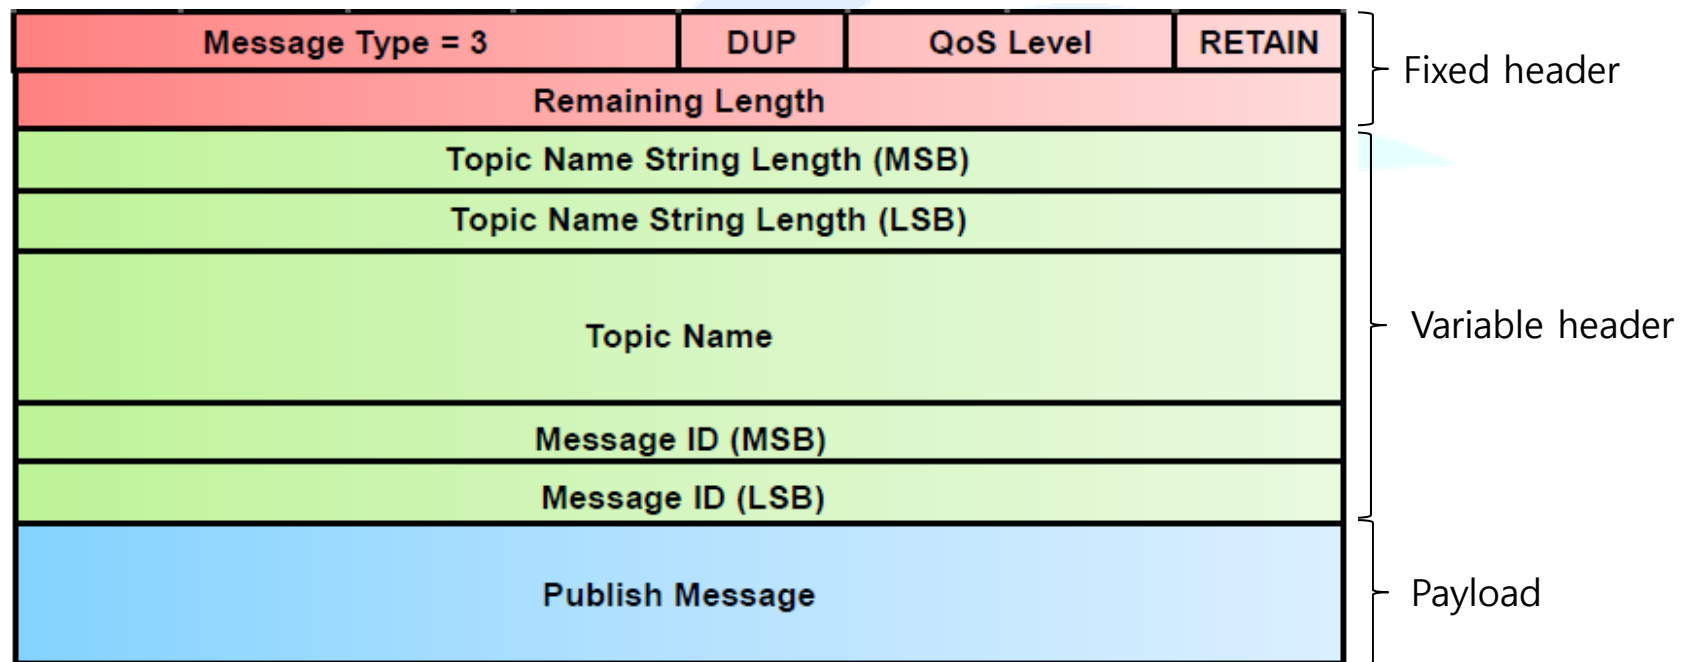 Message Type = 3 DUP QoS Level RETAIN
Fixed header
Remaining Length
Topic Name String Length (MSB)
Topic Name String Length (LSB)
Topic Name
Variable header
Message ID (MSB)
Message ID (LSB)
Publish Message
Payload